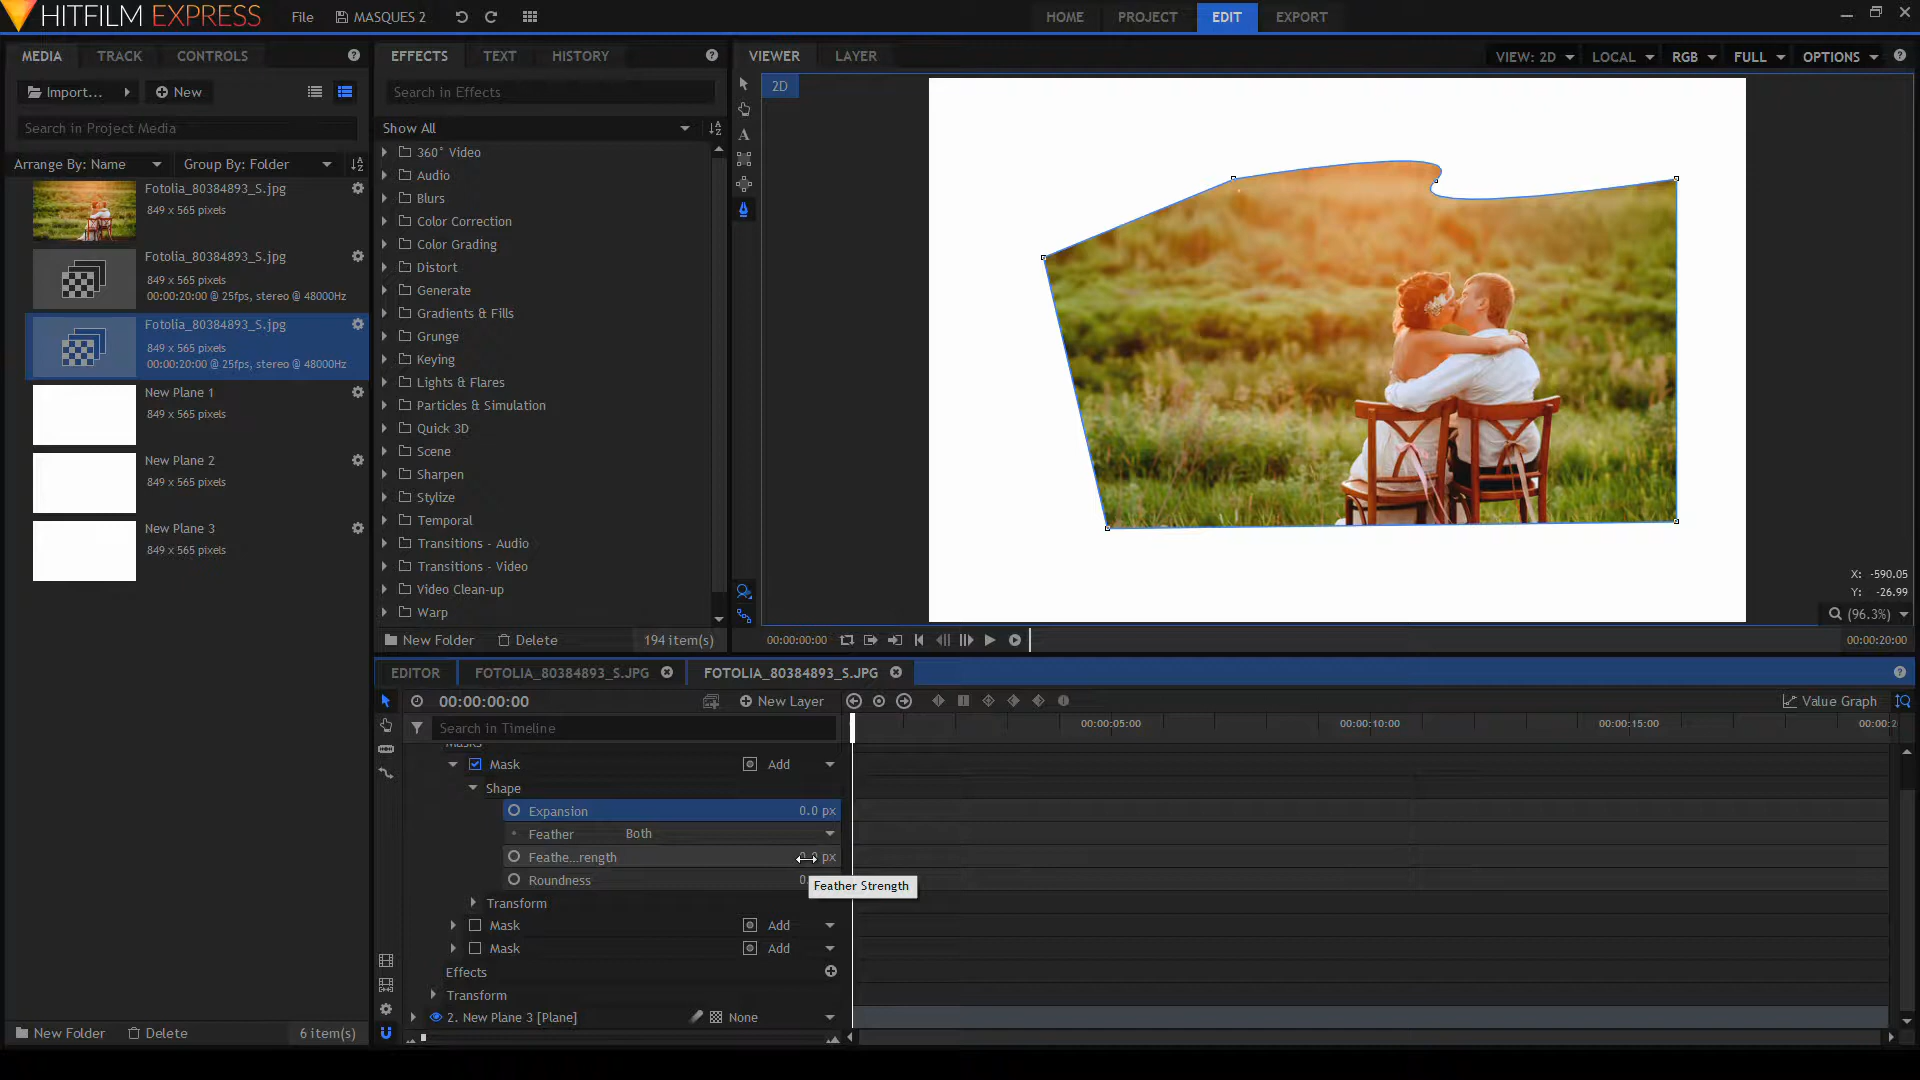 HITFILM EXPRESS
File
MASQUES 2
HOME
PROJECT
EDIT
EXPORT
MEDIA
TRACK
CONTROLS
Import...
New
Search in Project Media
Arrange By: Name
Group By: Folder
Fotolia_80384893_S.jpg
849 x 565 pixels
Fotolia_80384893_S.jpg
849 x 565 pixels
00:00:20:00 @ 25fps, stereo @ 48000Hz
Fotolia_80384893_S.jpg
849 x 565 pixels
00:00:20:00 @ 25fps, stereo @ 48000Hz
New Plane 1
849 x 565 pixels
New Plane 2
849 x 565 pixels
New Plane 3
849 x 565 pixels
New Folder
Delete
6 item(s)
EFFECTS
TEXT
HISTORY
Search in Effects
Show All
360° Video
Audio
Blurs
Color Correction
Color Grading
Distort
Generate
Gradients & Fills
Grunge
Keying
Lights & Flares
Particles & Simulation
Quick 3D
Scene
Sharpen
Stylize
Temporal
Transitions - Audio
Transitions - Video
Video Clean-up
Warp
New Folder
Delete
194 item(s)
VIEWER
LAYER
VIEW: 2D
LOCAL
RGB
FULL
OPTIONS
2D
X: -590.05
Y: -26.99
(96.3%)
00:00:00:00
00:00:20:00
EDITOR
FOTOLIA_80384893_S.JPG
FOTOLIA_80384893_S.JPG
00:00:00:00
New Layer
Value Graph
Search in Timeline
00:00:05:00
00:00:10:00
00:00:15:00
00:00:2
Masks
Mask
Add
Shape
Expansion
0.0 px
Feather
Both
Feathe...rength
px
Roundness
Feather Strength
Transform
Mask
Add
Mask
Add
Effects
Transform
2. New Plane 3 [Plane]
None